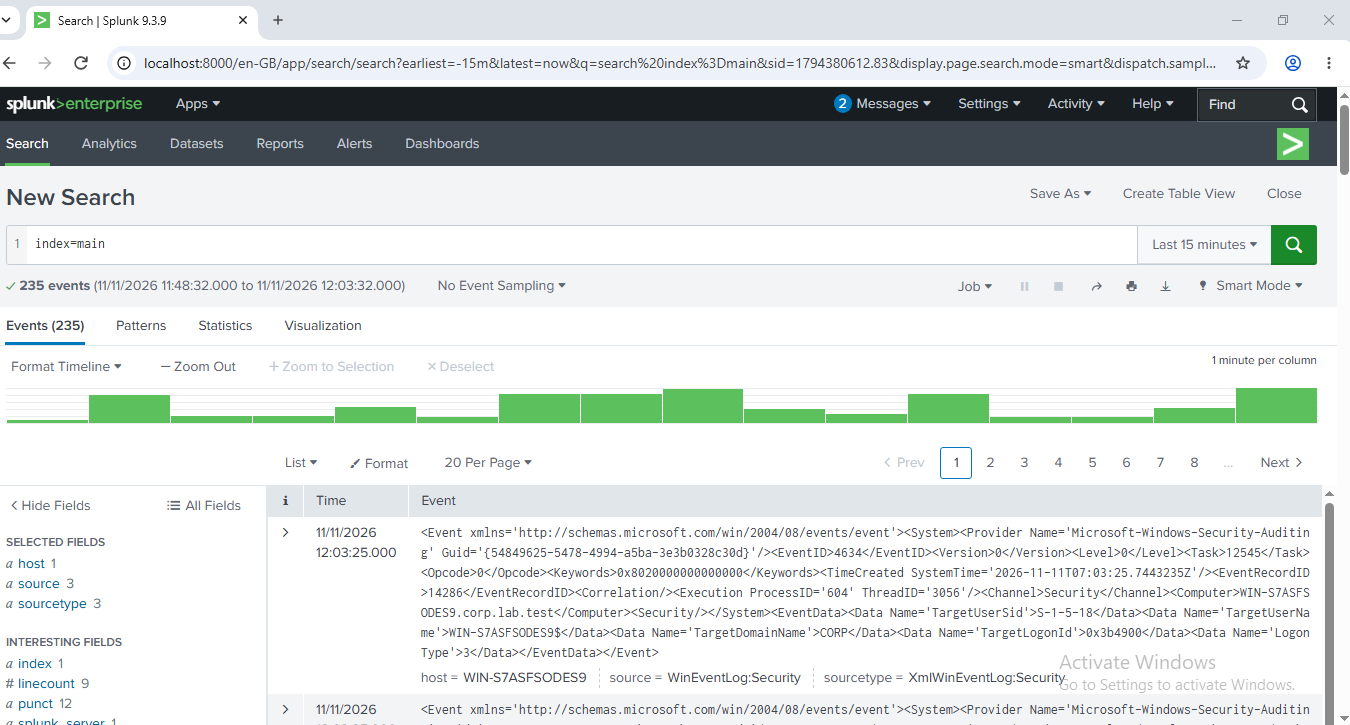 Search | Splunk 9.3.9
localhost:8000/en-GB/app/search/search?earliest=-15m&latest=now&q=search%20index%3Dmain&sid=1794380612.83&display.page.search.mode=smart&dispatch.sampl...
splunk>enterprise Apps 2 Messages Settings Activity Help Find
Search Analytics Datasets Reports Alerts Dashboards
New Search Save As Create Table View Close
1 index=main Last 15 minutes
235 events (11/11/2026 11:48:32.000 to 11/11/2026 12:03:32.000) No Event Sampling Job Smart Mode
Events (235) Patterns Statistics Visualization
Format Timeline — Zoom Out + Zoom to Selection × Deselect 1 minute per column
List Format 20 Per Page < Prev 1 2 3 4 5 6 7 8 ... Next >
< Hide Fields All Fields
SELECTED FIELDS
a host 1
a source 3
a sourcetype 3
INTERESTING FIELDS
a index 1
# linecount 9
a punct 12
a splunk_server 1
i Time Event
> 11/11/2026
12:03:25.000
<Event xmlns='http://schemas.microsoft.com/win/2004/08/events/event'><System><Provider Name='Microsoft-Windows-Security-Auditin
g' Guid='{54849625-5478-4994-a5ba-3e3b0328c30d}'/><EventID>4634</EventID><Version>0</Version><Level>0</Level><Task>12545</Task>
<Opcode>0</Opcode><Keywords>0x8020000000000000</Keywords><TimeCreated SystemTime='2026-11-11T07:03:25.7443235Z'/><EventRecordID
>14286</EventRecordID><Correlation/><Execution ProcessID='604' ThreadID='3056'/><Channel>Security</Channel><Computer>WIN-S7ASFS
ODES9.corp.lab.test</Computer><Security/></System><EventData><Data Name='TargetUserSid'>S-1-5-18</Data><Data Name='TargetUserNa
me'>WIN-S7ASFSODES9$</Data><Data Name='TargetDomainName'>CORP</Data><Data Name='TargetLogonId'>0x3b4900</Data><Data Name='Logon
Type'>3</Data></EventData></Event>
host = WIN-S7ASFSODES9 source = WinEventLog:Security sourcetype = XmlWinEventLog:Security
Activate Windows
Go to Settings to activate Windows.
> 11/11/2026 <Event xmlns='http://schemas.microsoft.com/win/2004/08/events/event'><System><Provider Name='Microsoft-Windows-Security-Auditin